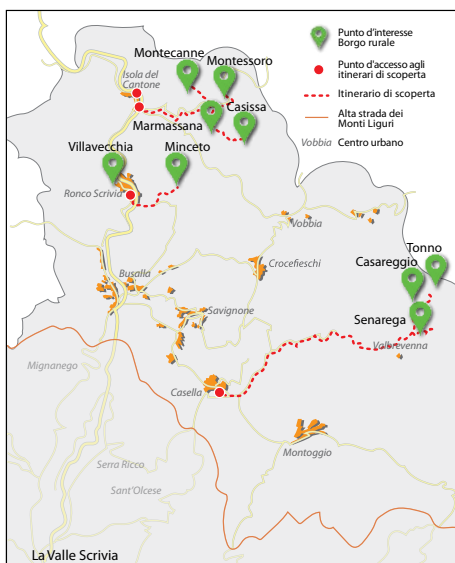 Punto d'interesse
Borgo rurale
Punto d'accesso agli
itinerari di scoperta
Itinerario di scoperta
Alta strada dei
Monti Liguri
Vobbia Centro urbano
Montecanne
Montessoro
Isola del
Cantone
Marmassana
Casissa
Villavecchia
Minceto
Ronco Scrivia
Vobbia
Tonno
Crocefieschi
Casareggio
Busalla
Savignone
Senarega
Valbrevenna
Mignanego
Casella
Montoggio
Serra Ricco
Sant'Olcese
La Valle Scrivia